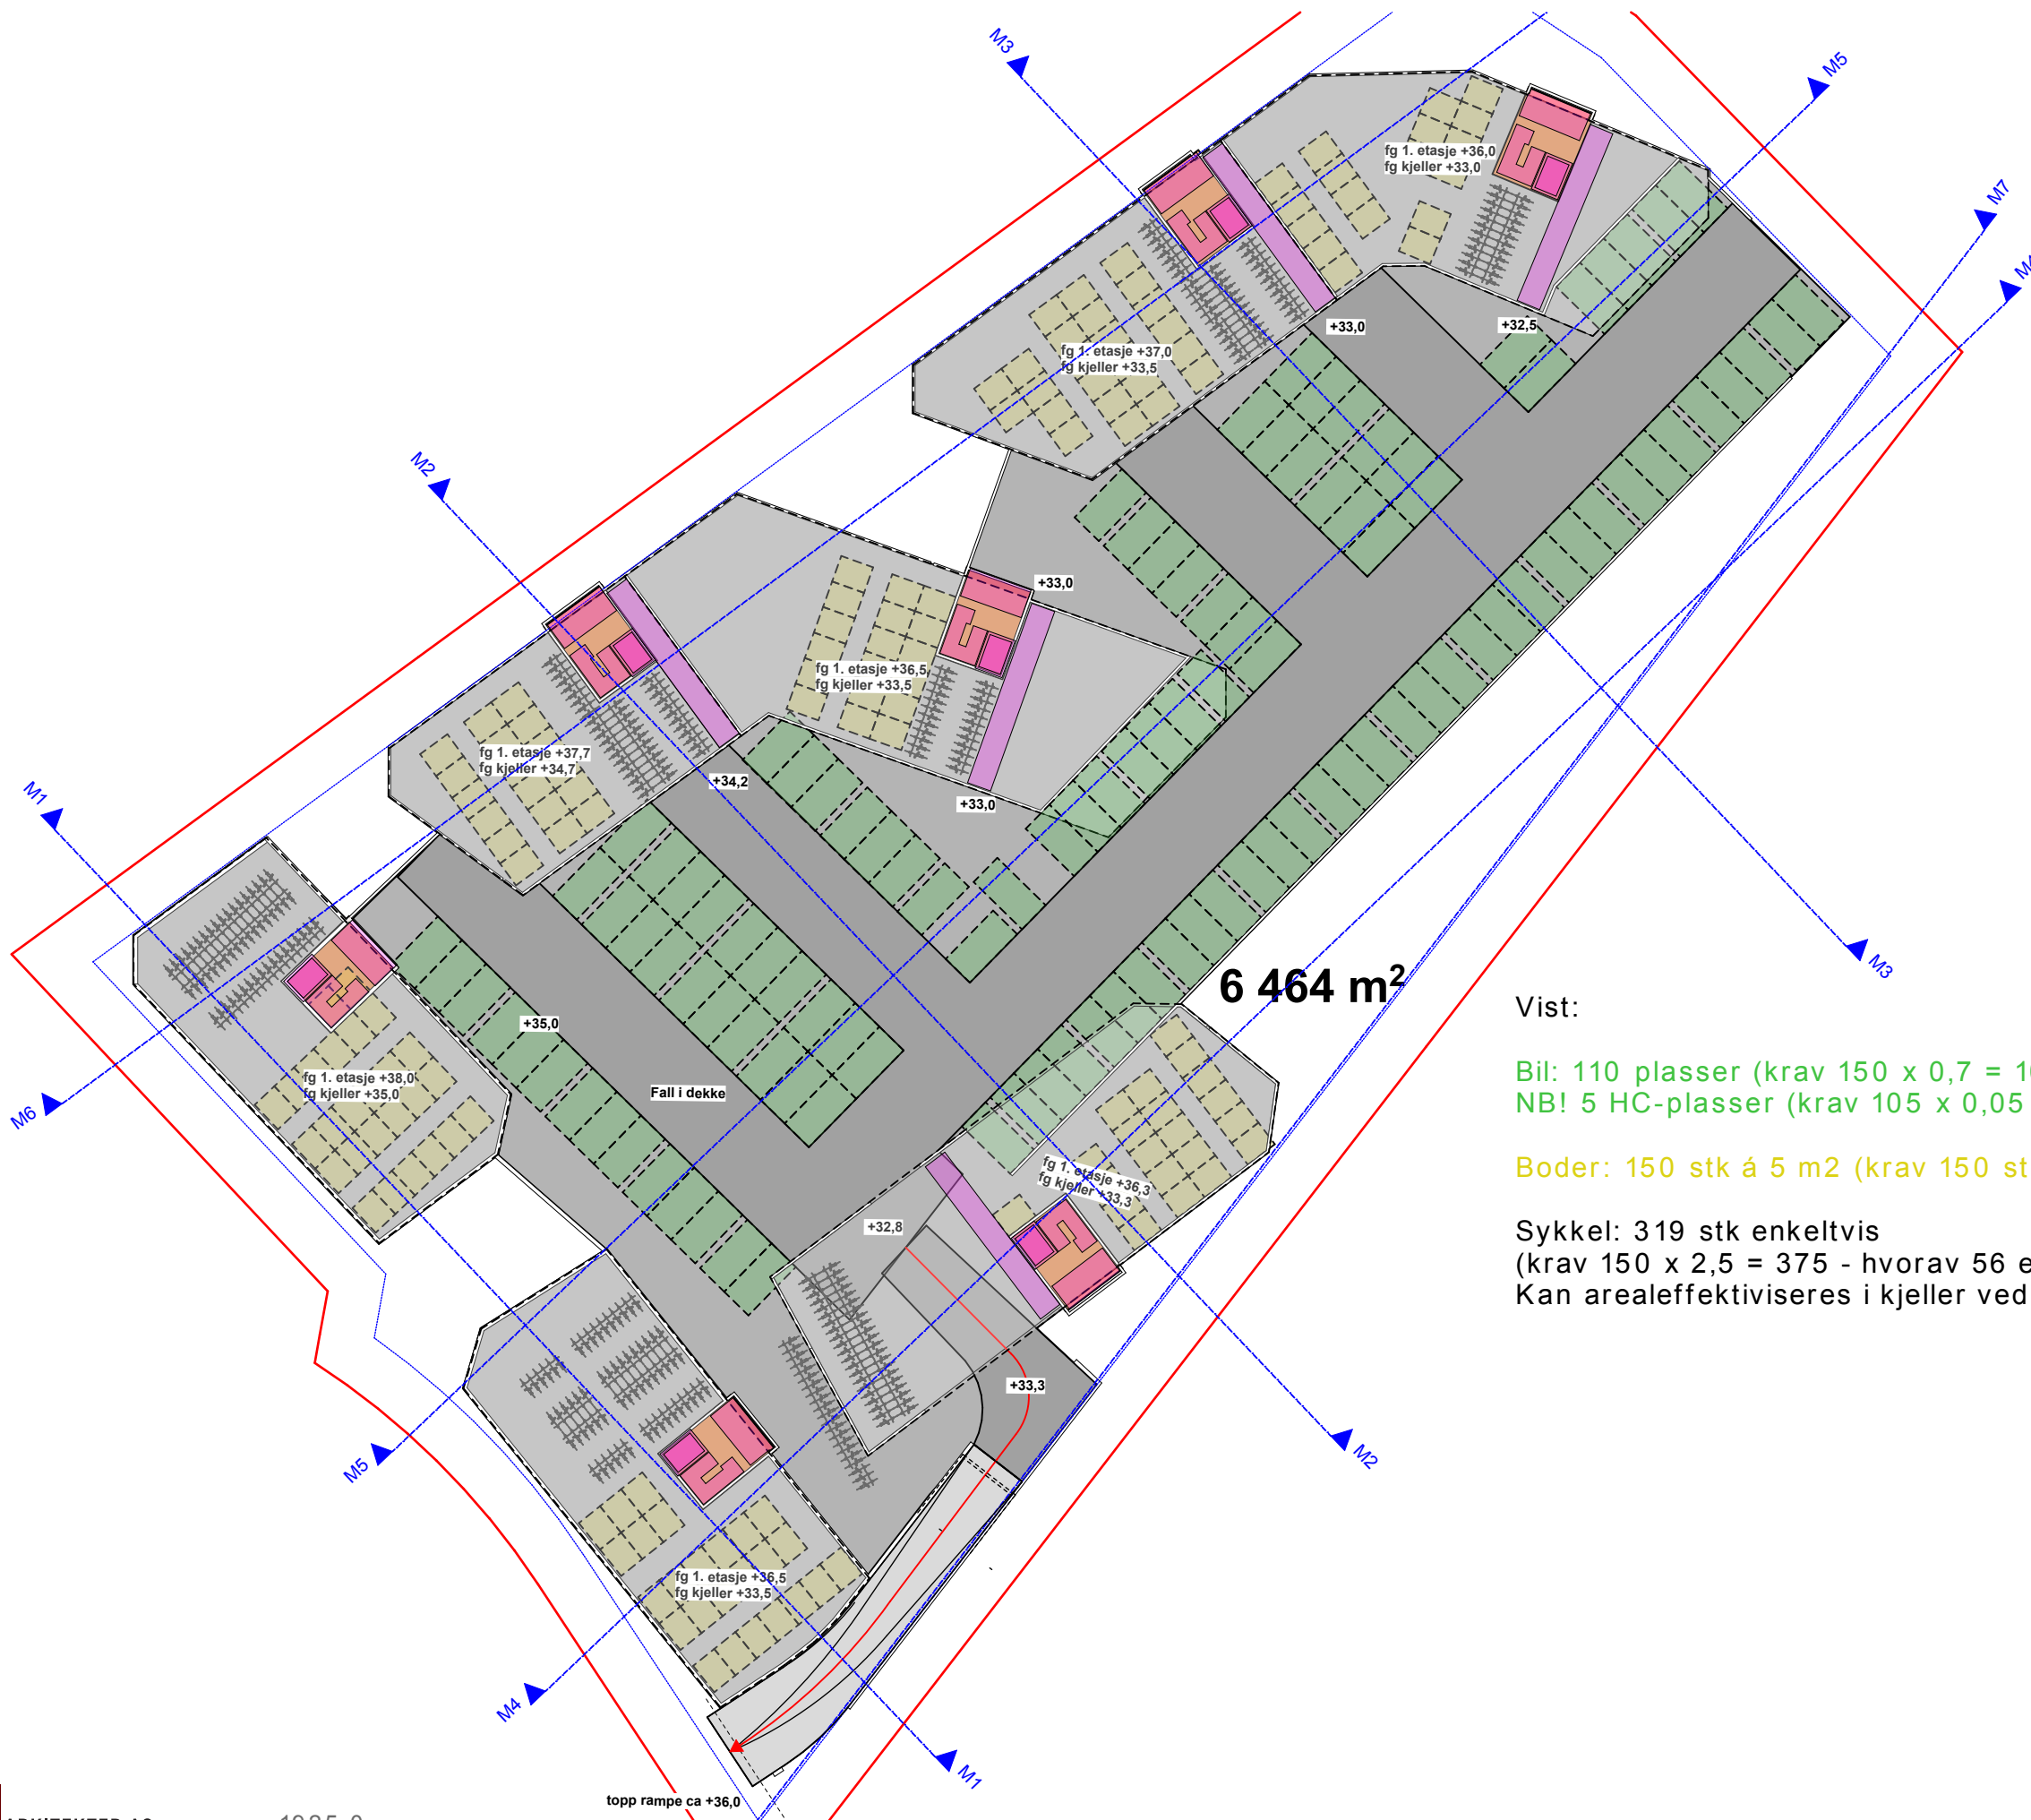 M3
M5
M7
fg 1. etasje +36,0
fg kjeller +33,0
+33,0
+32,5
fg 1. etasje +37,0
fg kjeller +33,5
M2
+33,0
fg 1. etasje +36,5
fg kjeller +33,5
fg 1. etasje +37,7
fg kjeller +34,7
+34,2
+33,0
M1
M3
6 464 m²
Vist:
+35,0
Bil: 110 plasser (krav 150 x 0,7 =
NB! 5 HC-plasser (krav 105 x 0,05
fg 1. etasje +38,0
fg kjeller +35,0
Fall i dekke
M6
Boder: 150 stk á 5 m2 (krav 150
fg 1. etasje +36,3
fg kjeller +33,3
+32,8
Sykkel: 319 stk enkeltvis
(krav 150 x 2,5 = 375 - hvorav 56
Kan arealeffektiviseres i kjeller ved
+33,3
M5
M2
fg 1. etasje +36,5
fg kjeller +33,5
M4
M1
topp rampe ca +36,0